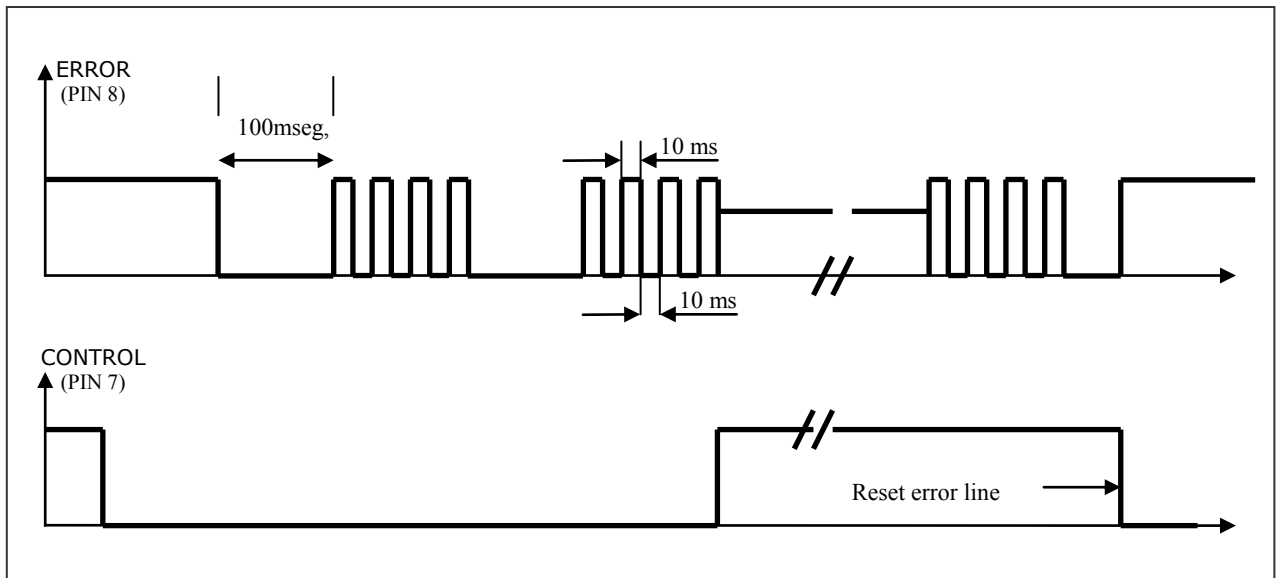 ERROR
(PIN 8)
100mseg,
10 ms
10 ms
CONTROL
(PIN 7)
Reset error line